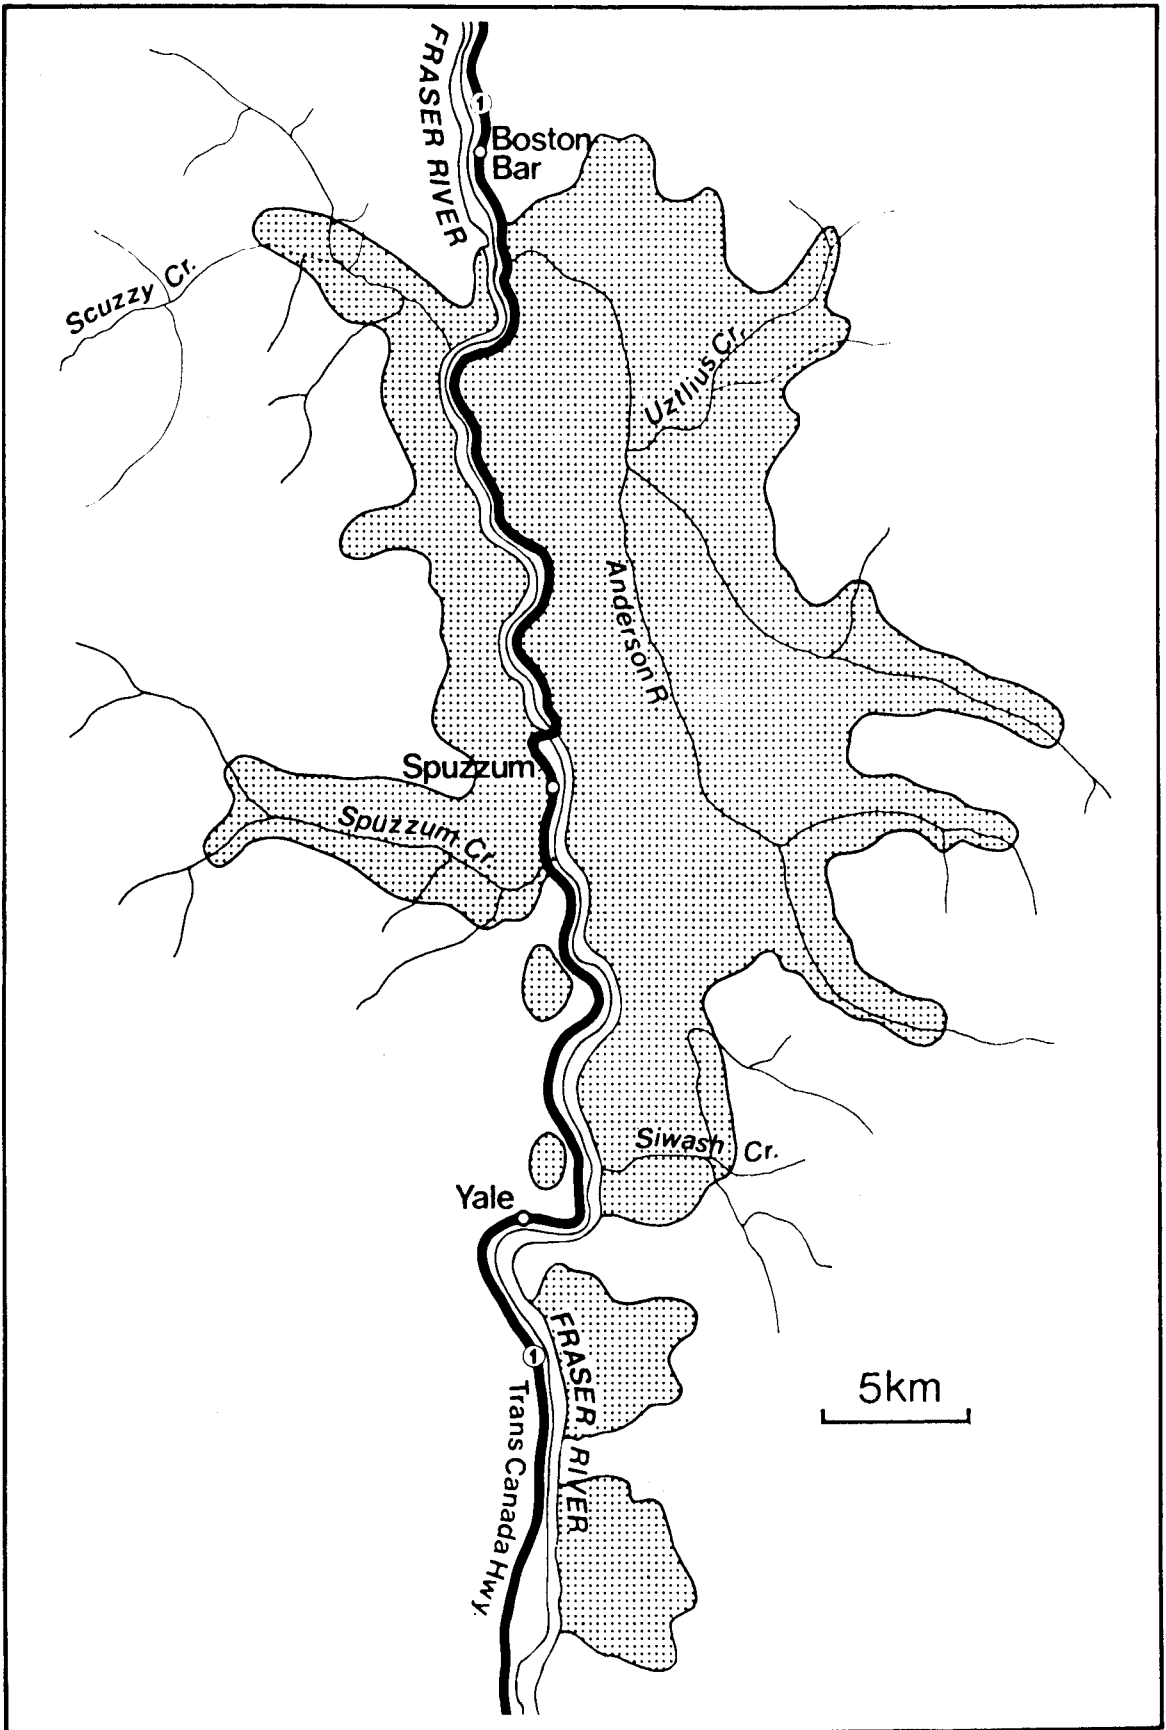 FRASER RIVER
1
Boston
Bar
Scuzzy Cr.
Uztlius Cr.
Anderson R
Spuzzum
Spuzzum Cr.
Siwash Cr.
Yale
FRASER RIVER
1
5km
Trans Canada Hwy.